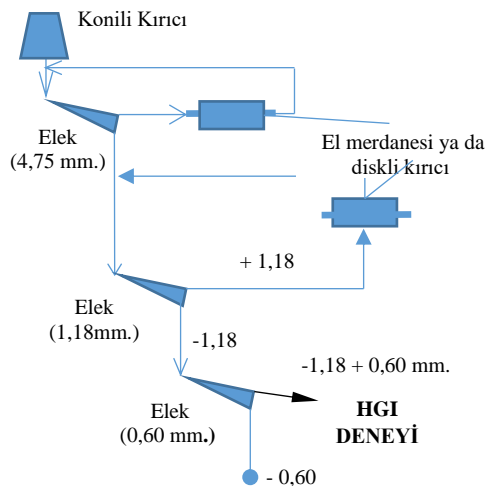 Konili Kırıcı
Elek
(4,75 mm.)
El merdanesi ya da
diskli kırıcı
+ 1,18
Elek
(1,18mm.)
-1,18
-1,18 + 0,60 mm.
HGI
DENEYİ
Elek
(0,60 mm.)
- 0,60